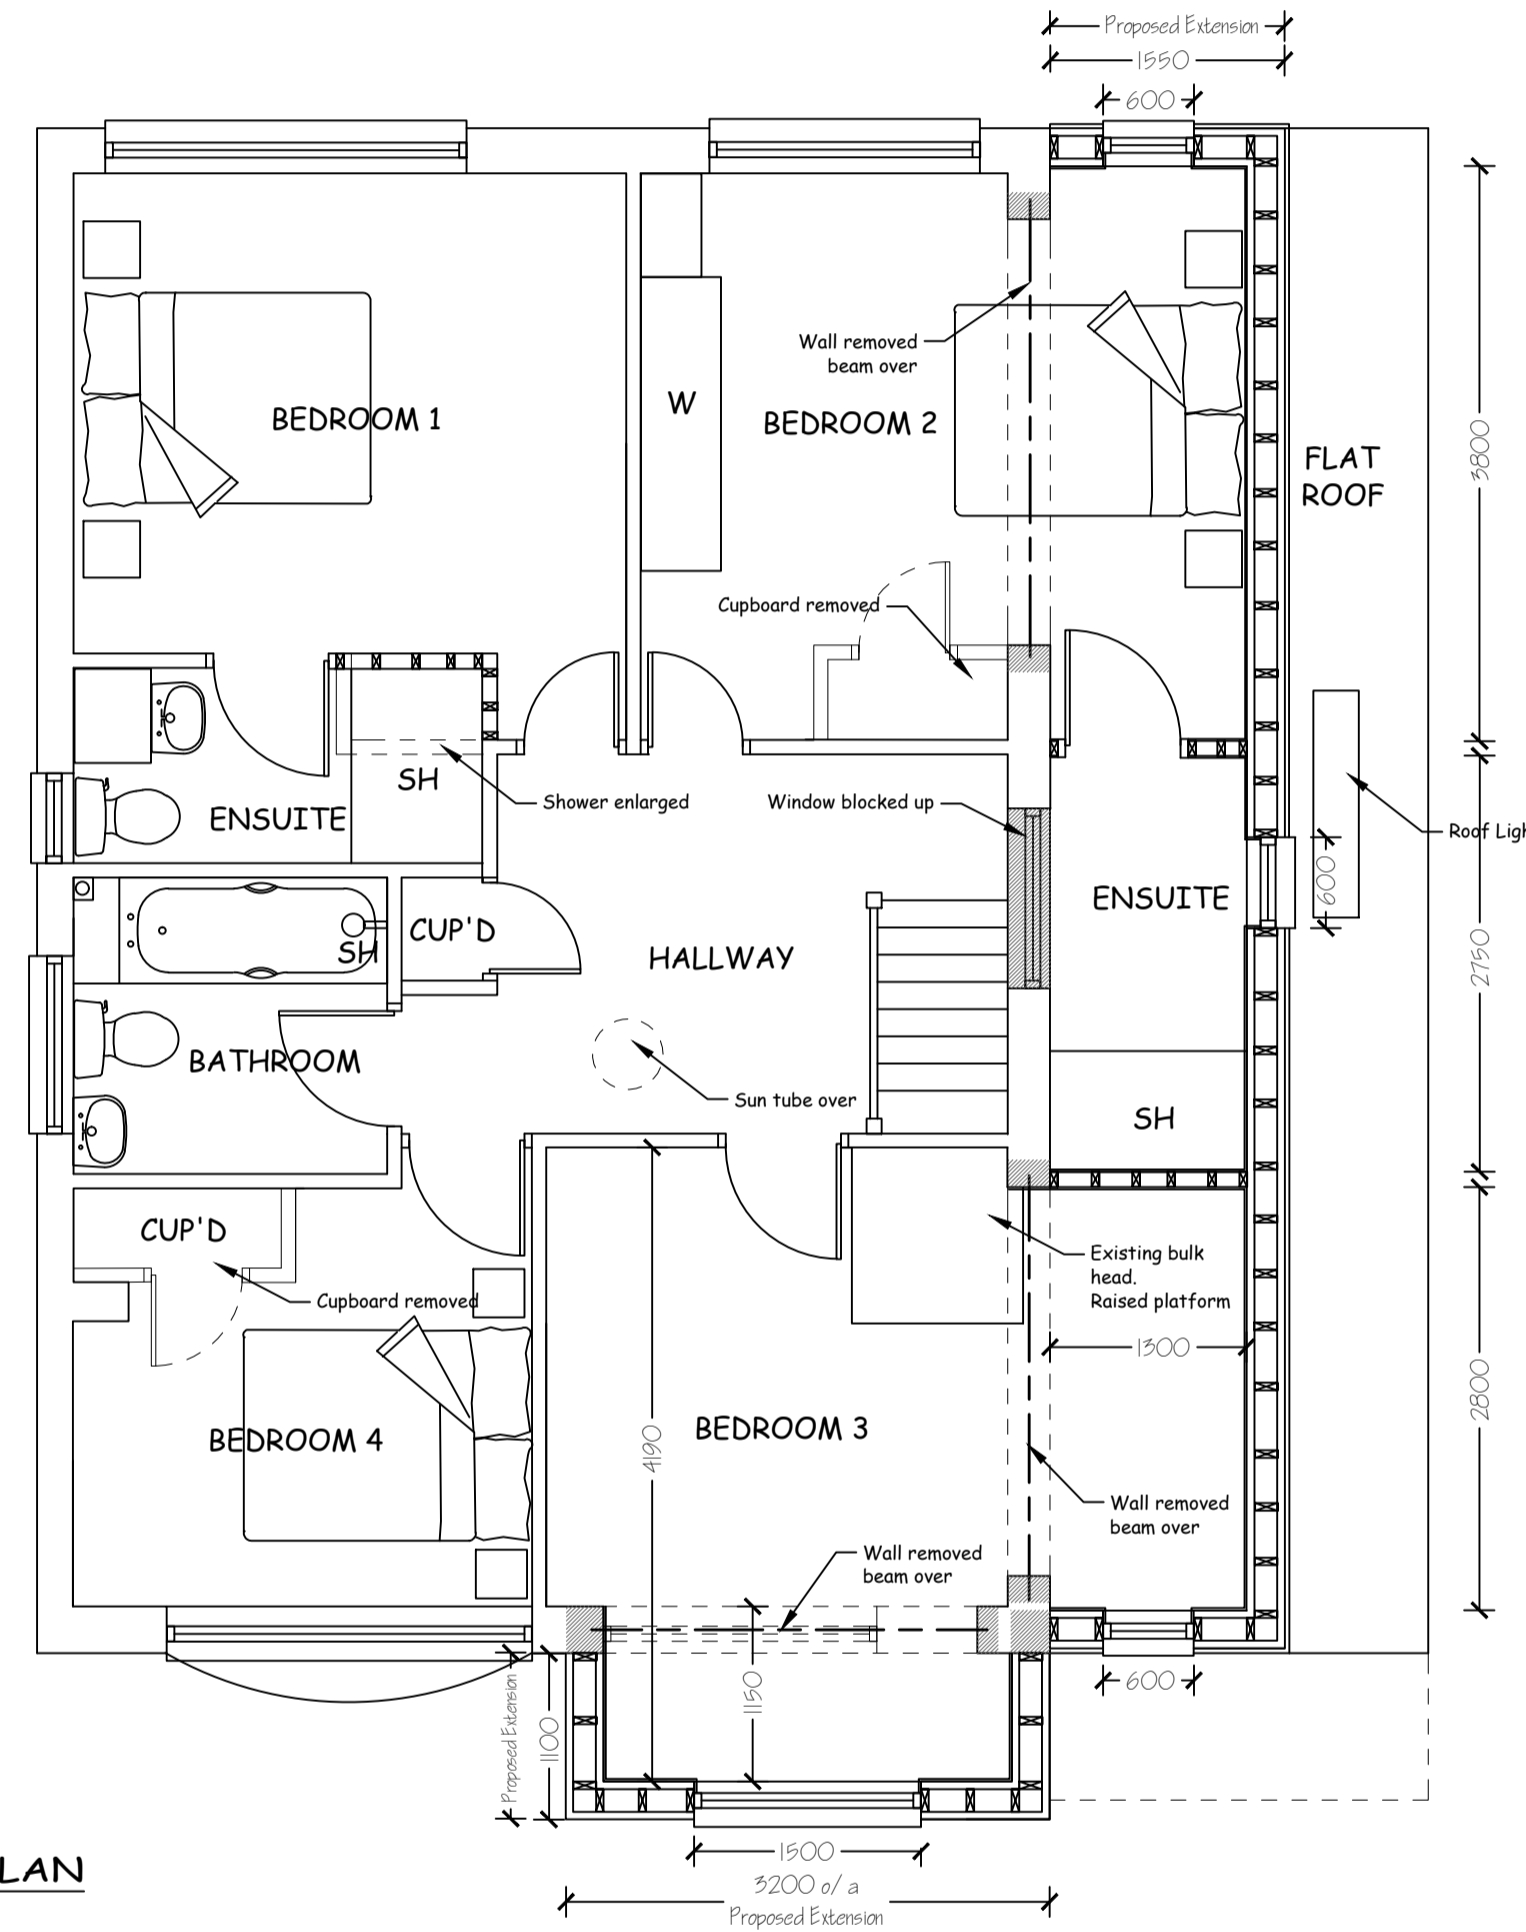 Proposed Extension
1550
600
BEDROOM 1
W
Wall removed
beam over
BEDROOM 2
FLAT
ROOF
3800
Cupboard removed
SH
Shower enlarged
ENSUITE
Window blocked up
Roof Ligh
600
ENSUITE
2750
CUP'D
SH
HALLWAY
BATHROOM
Sun tube over
SH
CUP'D
Cupboard removed
Existing bulk
head.
Raised platform
1300
2800
BEDROOM 4
BEDROOM 3
4190
Wall removed
beam over
Wall removed
beam over
Proposed Extension
1100
1150
600
1500
3200 o/a
Proposed Extension
LAN